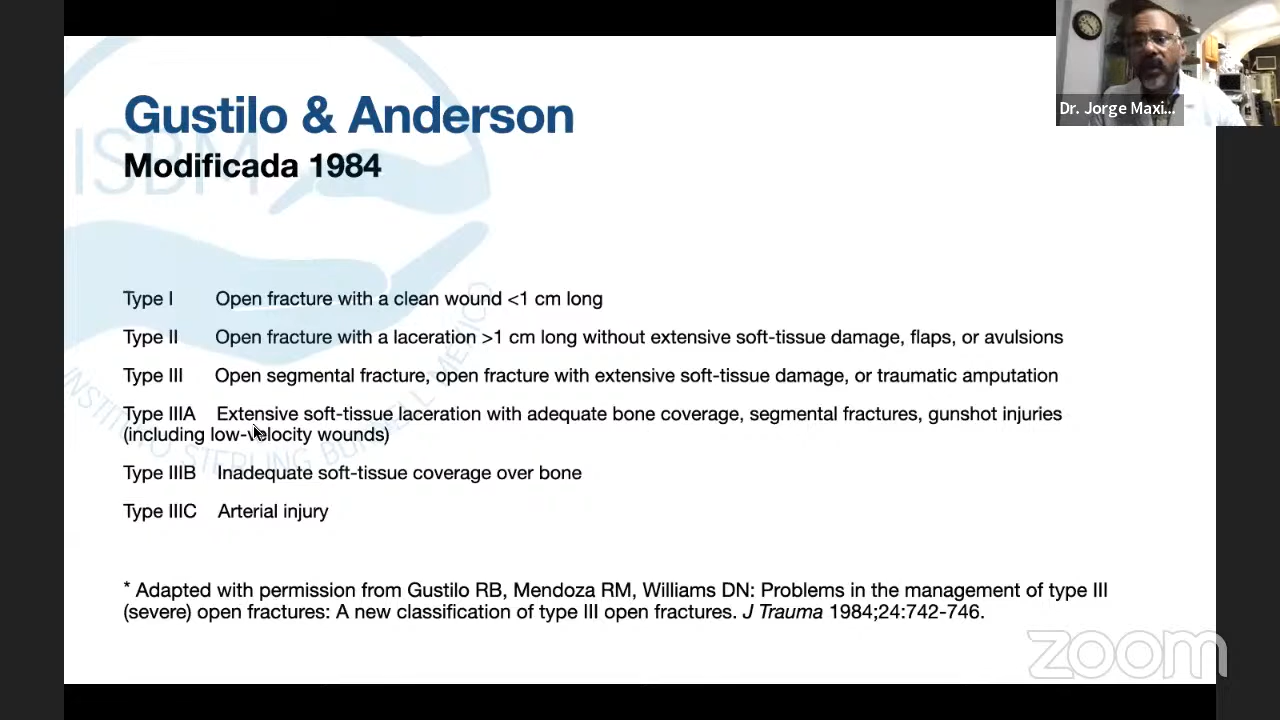 Gustilo & Anderson
Modificada 1984
Dr. Jorge Maxi...
ISBM
Type I Open fracture with a clean wound <1 cm long
Type II Open fracture with a laceration >1 cm long without extensive soft-tissue damage, flaps, or avulsions
Type III Open segmental fracture, open fracture with extensive soft-tissue damage, or traumatic amputation
Type IIIA Extensive soft-tissue laceration with adequate bone coverage, segmental fractures, gunshot injuries
(including low-velocity wounds)
Type IIIB Inadequate soft-tissue coverage over bone
Type IIIC Arterial injury
INSTITUTO STERLING BUNNELL MEXICO
* Adapted with permission from Gustilo RB, Mendoza RM, Williams DN: Problems in the management of type III
(severe) open fractures: A new classification of type III open fractures. J Trauma 1984;24:742-746.
zoom